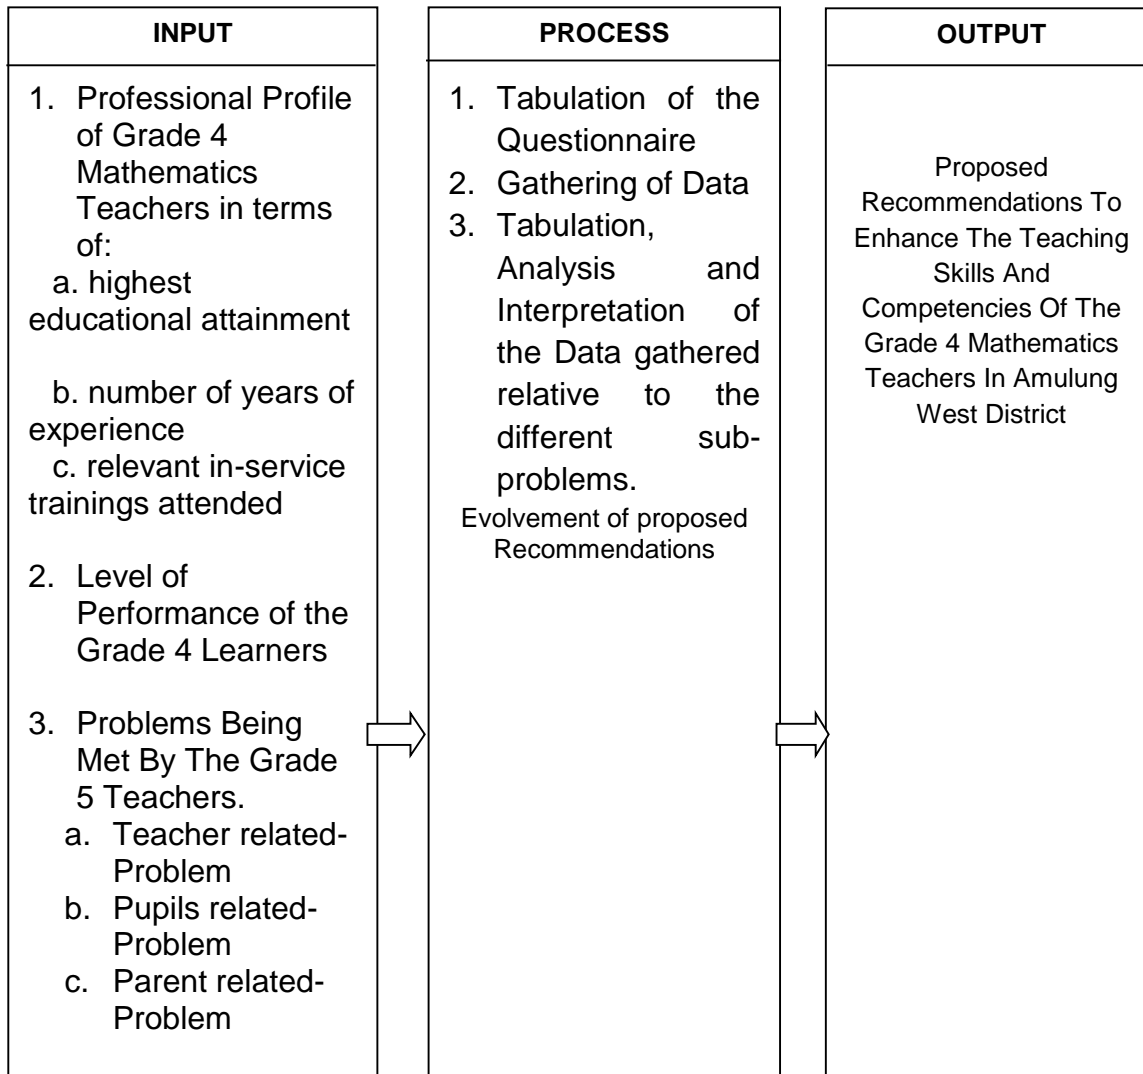 INPUT
1. Professional Profile
of Grade 4
Mathematics
Teachers in terms
of:
a. highest
educational attainment
b. number of years of
experience
c. relevant in-service
trainings attended
2. Level of
Performance of the
Grade 4 Learners
3. Problems Being
Met By The Grade
5 Teachers.
a. Teacher related-
Problem
b. Pupils related-
Problem
c. Parent related-
Problem
PROCESS
1. Tabulation of the
Questionnaire
2. Gathering of Data
3. Tabulation,
Analysis and
Interpretation of
the Data gathered
relative to the
different sub-
problems.
Evolvement of proposed
Recommendations
OUTPUT
Proposed
Recommendations To
Enhance The Teaching
Skills And
Competencies Of The
Grade 4 Mathematics
Teachers In Amulung
West District